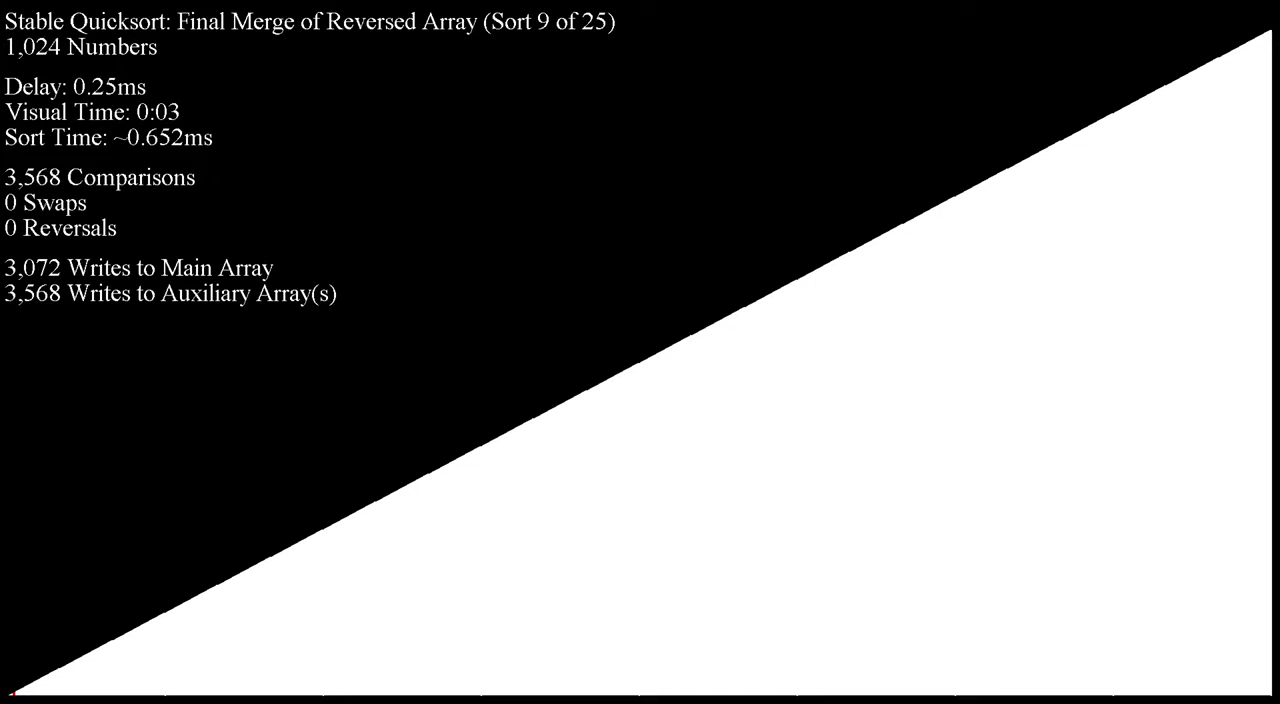 Stable Quicksort: Final Merge of Reversed Array (Sort 9 of 25)
1,024 Numbers
Delay: 0.25ms
Visual Time: 0:03
Sort Time: ~0.652ms
3,568 Comparisons
0 Swaps
0 Reversals
3,072 Writes to Main Array
3,568 Writes to Auxiliary Array(s)